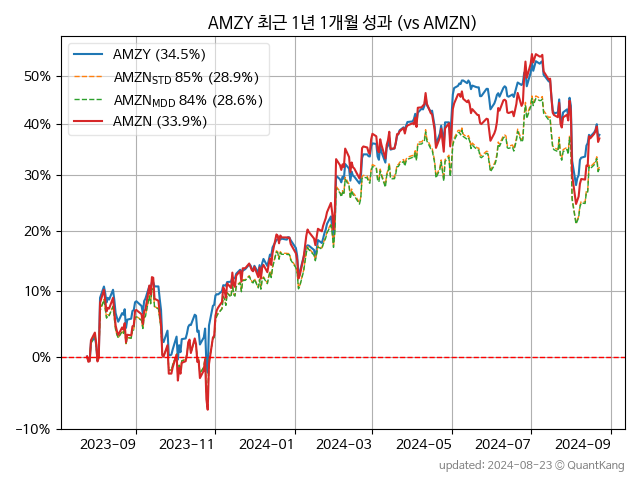 AMZY 최근 1년 1개월 성과 (vs AMZN)
AMZY (34.5%)
AMZNSTD 85% (28.9%)
AMZNMDD 84% (28.6%)
AMZN (33.9%)
50%
40%
30%
20%
10%
0%
−10%
2023-09 2023-11 2024-01 2024-03 2024-05 2024-07 2024-09
updated: 2024-08-23 © QuantKang